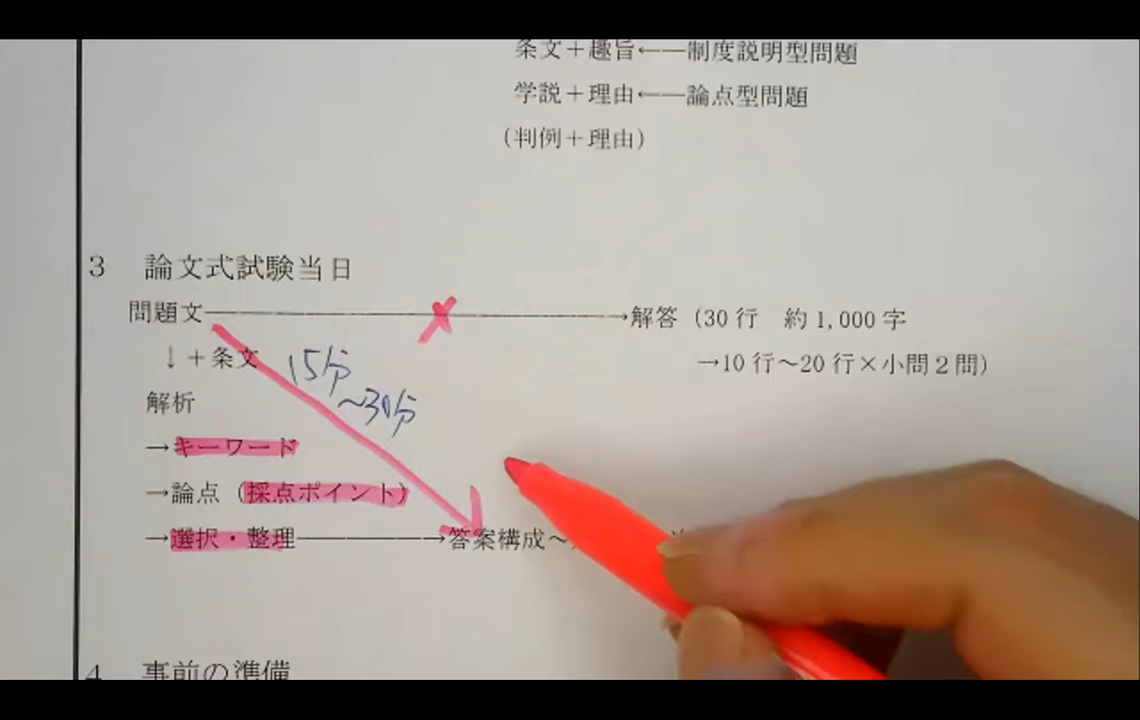 条文＋趣旨←――制度説明型問題
学説＋理由←――論点型問題
（判例＋理由）
3　論文式試験当日
問題文――――――――→解答（30行　約1,000字
↓＋条文　→10行～20行×小問2問）
15分
～30分
解析
→キーワード
→論点（採点ポイント）
→選択・整理――――→答案構成～
4　事前の準備